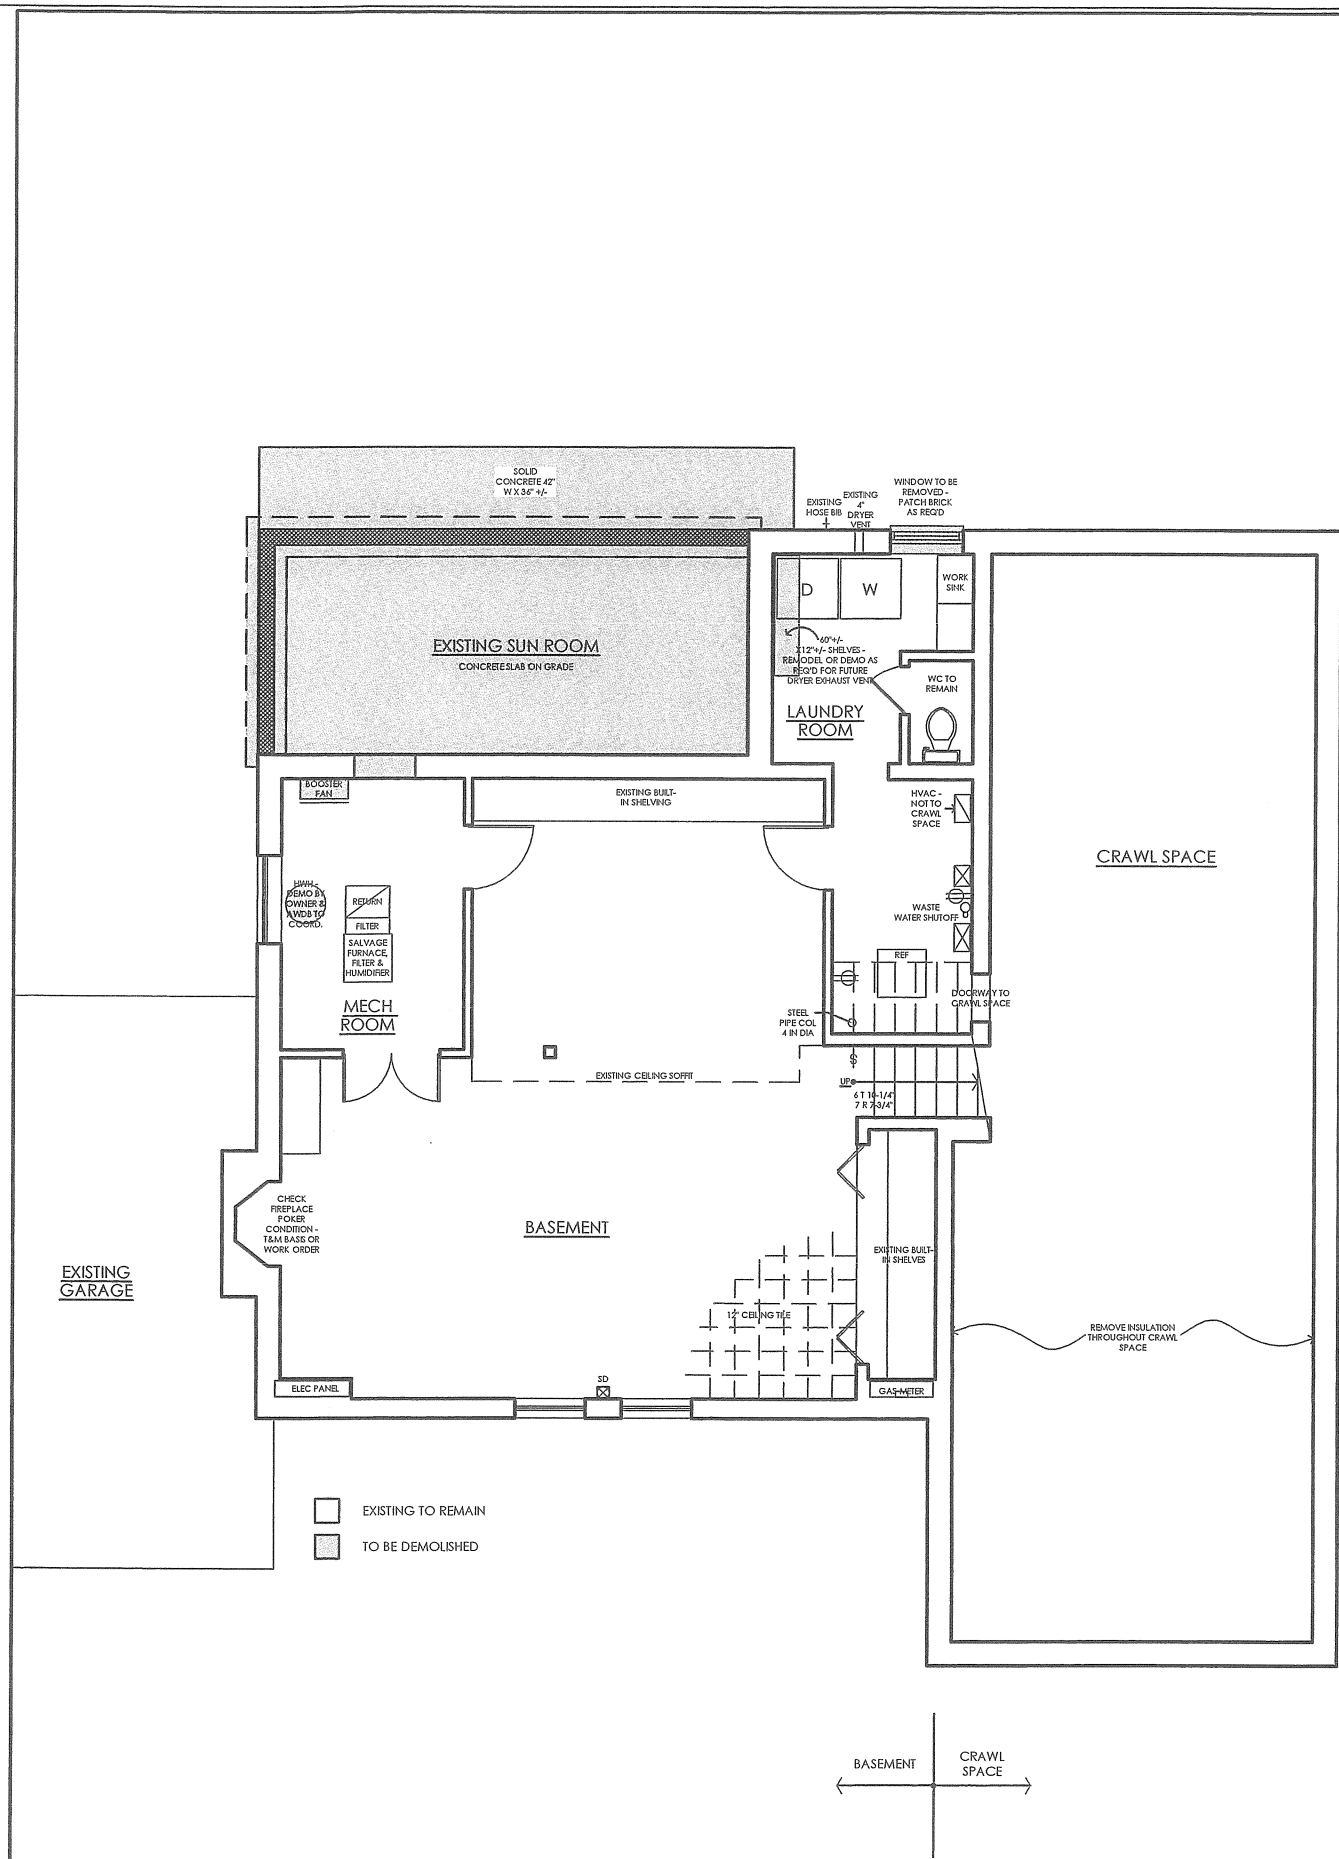 SOLID
CONCRETE 42"
W X 36" +/-
EXISTING
HOSE BIB
EXISTING
4"
DRYER
VENT
WINDOW TO BE
REMOVED -
PATCH BRICK
AS REQ'D
D
W
WORK
SINK
EXISTING SUN ROOM
CONCRETE SLAB ON GRADE
60"+/-
X12"+/- SHELVES -
REMODEL OR DEMO AS
REQ'D FOR FUTURE
DRYER EXHAUST VENT
WC TO
REMAIN
LAUNDRY
ROOM
BOOSTER
FAN
EXISTING BUILT-
IN SHELVING
HVAC -
NOT TO
CRAWL
SPACE
CRAWL SPACE
HWH -
DEMO BY
OWNER &
AWDB TO
COORD.
RETURN
FILTER
SALVAGE
FURNACE,
FILTER &
HUMIDIFIER
WASTE
WATER SHUTOFF
REF
MECH
ROOM
DOORWAY TO
CRAWL SPACE
STEEL
PIPE COL
4 IN DIA
EXISTING CEILING SOFFIT
UP
6 T 10-1/4"
7 R 7-3/4"
CHECK
FIREPLACE
POKER
CONDITION -
T&M BASIS OR
WORK ORDER
BASEMENT
EXISTING BUILT-
IN SHELVES
EXISTING
GARAGE
12" CEILING TILE
REMOVE INSULATION
THROUGHOUT CRAWL
SPACE
ELEC PANEL
SD
GAS METER
EXISTING TO REMAIN
TO BE DEMOLISHED
BASEMENT
CRAWL
SPACE